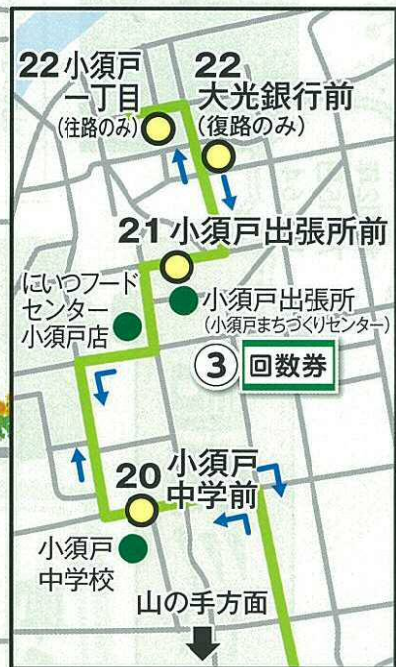 22 小須戸
一丁目
(往路のみ)
22
大光銀行前
(復路のみ)
21 小須戸出張所前
にいつフード
センター
小須戸店
小須戸出張所
(小須戸まちづくりセンター)
③ 回数券
20 小須戸
中学前
小須戸
中学校
山の手方面